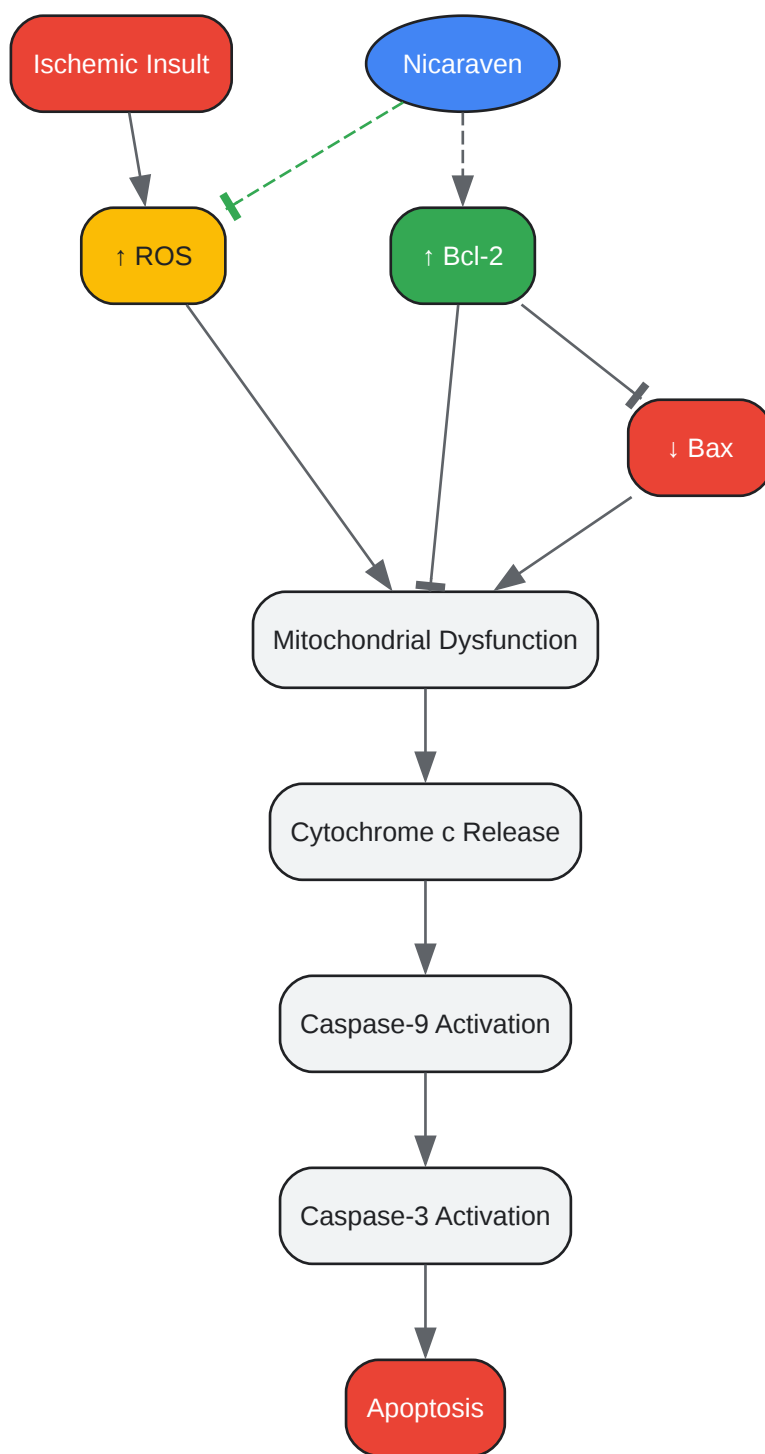 Ischemic Insult
Nicaraven
↑ ROS
↑ Bcl-2
↓ Bax
Mitochondrial Dysfunction
Cytochrome c Release
Caspase-9 Activation
Caspase-3 Activation
Apoptosis